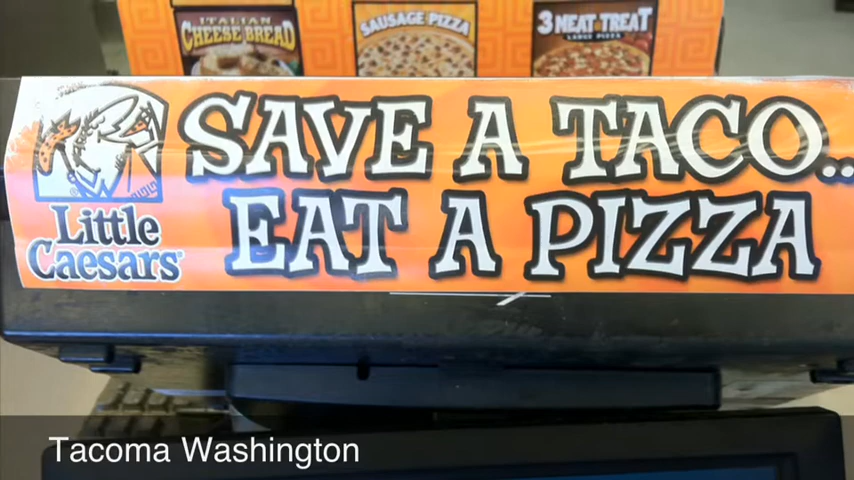 ITALIAN
CHEESE BREAD
SAUSAGE PIZZA
3 MEAT TREAT
LARGE PIZZA
SAVE A TACO..
EAT A PIZZA
Little
Caesars®
Tacoma Washington